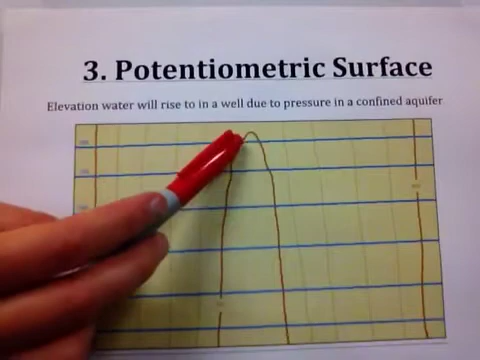 3. Potentiometric Surface
Elevation water will rise to in a well due to pressure in a confined aquifer